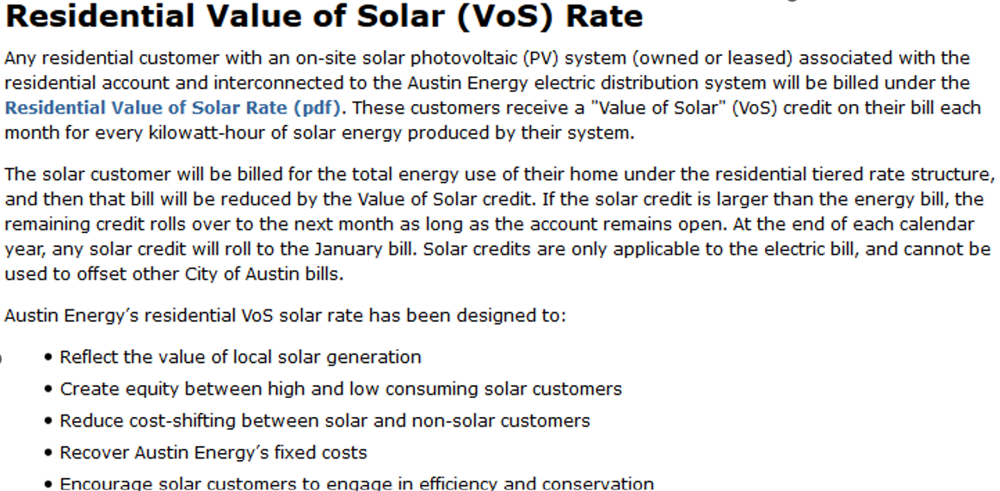 Residential Value of Solar (VoS) Rate
Any residential customer with an on-site solar photovoltaic (PV) system (owned or leased) associated with the
residential account and interconnected to the Austin Energy electric distribution system will be billed under the
Residential Value of Solar Rate (pdf). These customers receive a "Value of Solar" (VoS) credit on their bill each
month for every kilowatt-hour of solar energy produced by their system.
The solar customer will be billed for the total energy use of their home under the residential tiered rate structure,
and then that bill will be reduced by the Value of Solar credit. If the solar credit is larger than the energy bill, the
remaining credit rolls over to the next month as long as the account remains open. At the end of each calendar
year, any solar credit will roll to the January bill. Solar credits are only applicable to the electric bill, and cannot be
used to offset other City of Austin bills.
Austin Energy’s residential VoS solar rate has been designed to:
• Reflect the value of local solar generation
• Create equity between high and low consuming solar customers
• Reduce cost-shifting between solar and non-solar customers
• Recover Austin Energy’s fixed costs
• Encourage solar customers to engage in efficiency and conservation